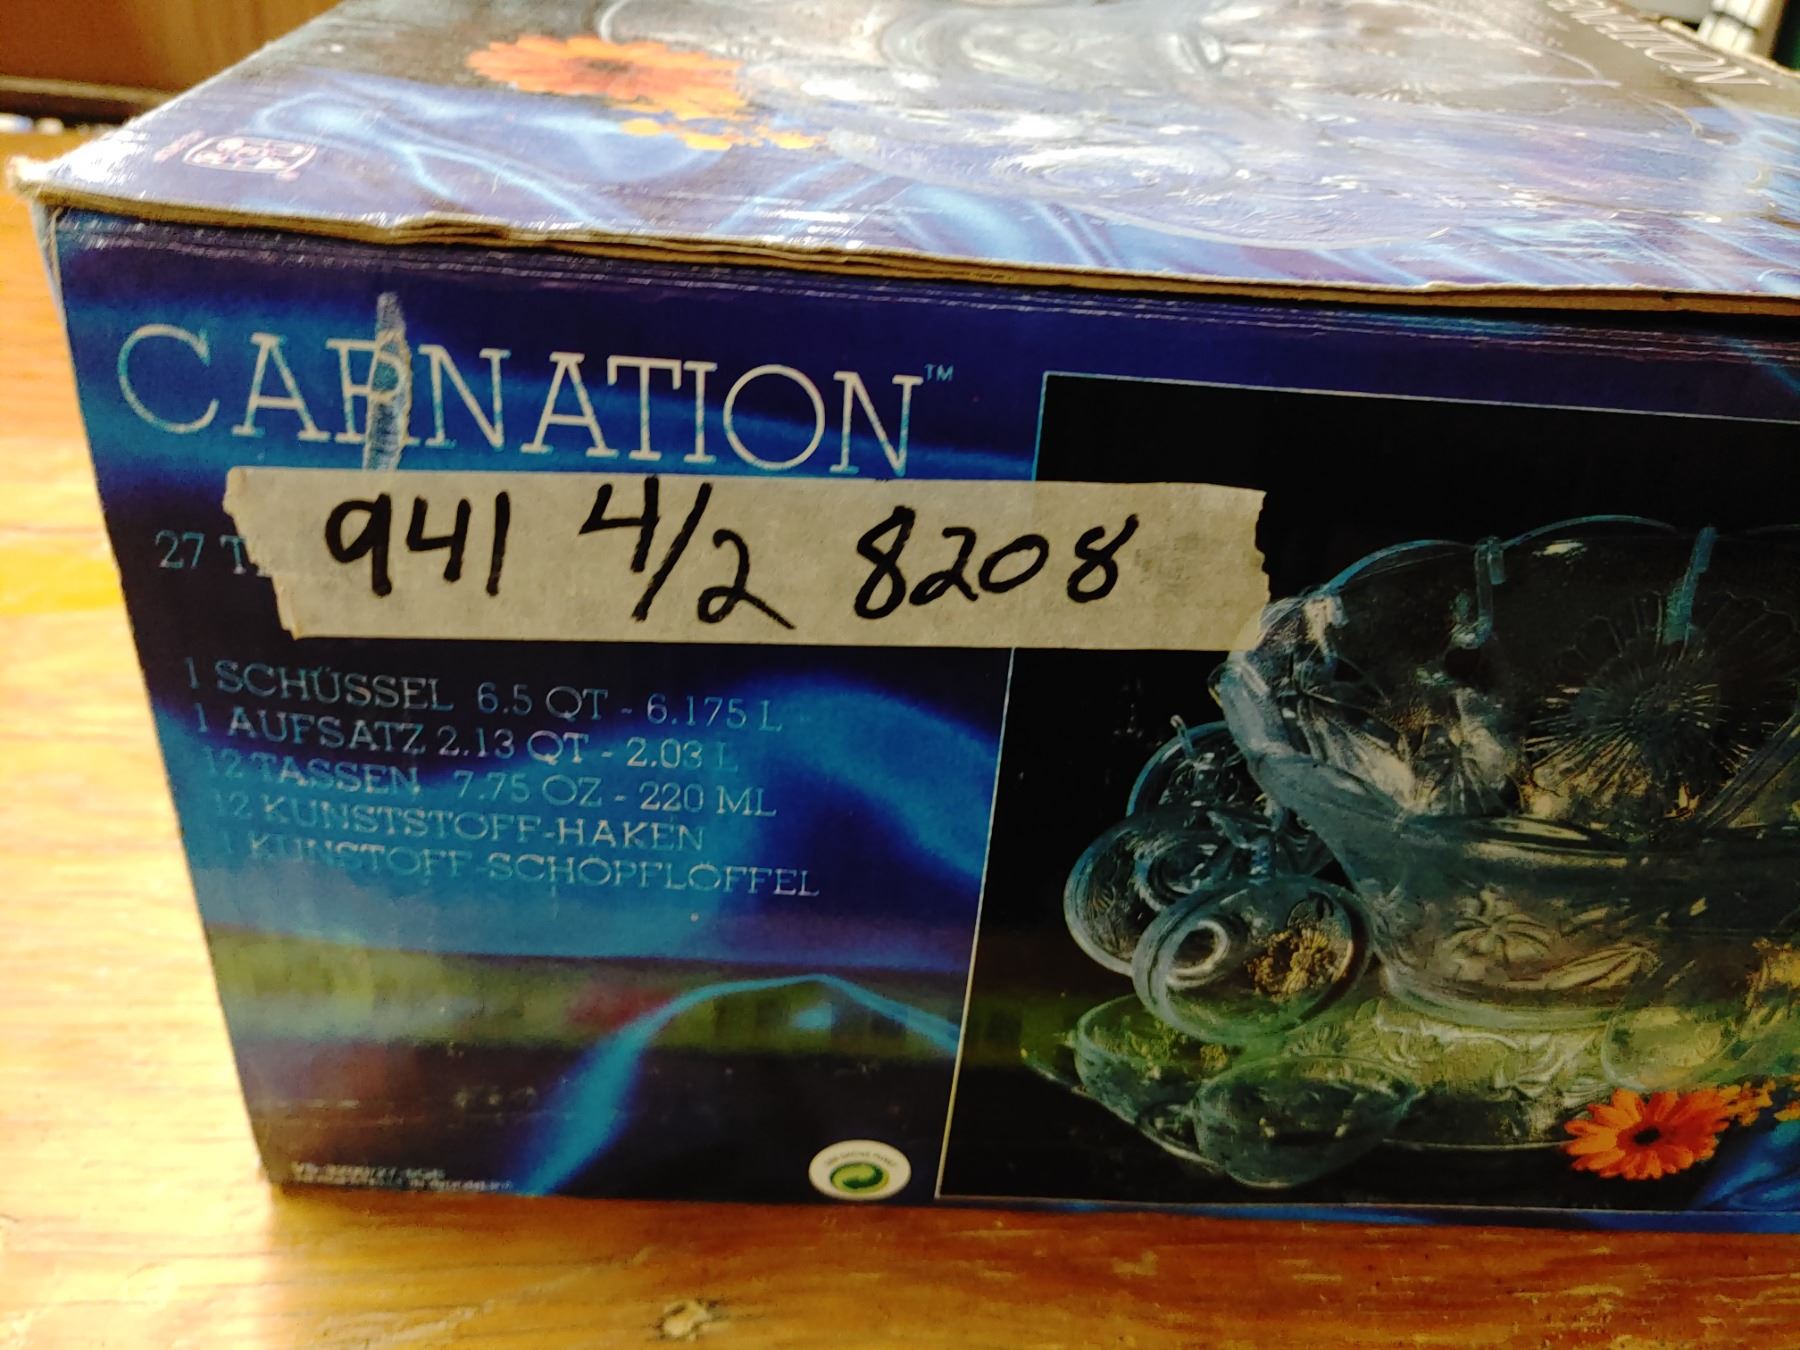 CARNATION™
27 T
941 4/2 8208
1 SCHÜSSEL 6.5 QT - 6.175 L
1 AUFSATZ 2.13 QT - 2.03 L
12 TASSEN 7.75 OZ - 220 ML
12 KUNSTSTOFF-HAKEN
1 KUNSTOFF-SCHÖPFLÖFFEL